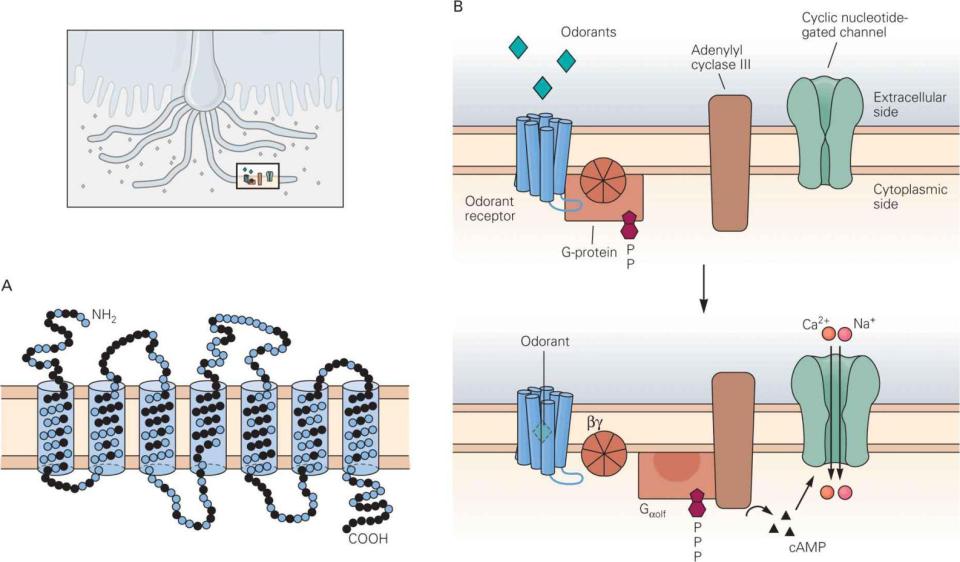 B
Odorants
Adenylyl
cyclase III
Cyclic nucleotide-
gated channel
Extracellular
side
Cytoplasmic
side
Odorant
receptor
G-protein
P
P
A
NH₂
COOH
Odorant
βγ
Gαolf
P
P
P
cAMP
Ca²⁺
Na⁺